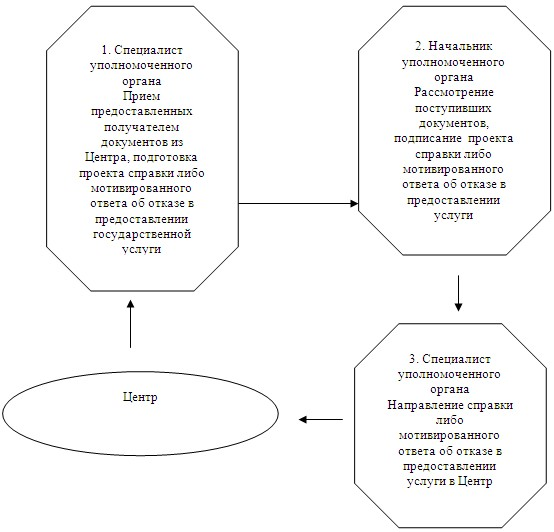 1. Специалист
уполномоченного
органа
Прием
предоставленных
получателем
документов из
Центра, подготовка
проекта справки либо
мотивированного
ответа об отказе в
предоставлении
государственной
услуги
2. Начальник
уполномоченного
органа
Рассмотрение
поступивших
документов,
подписание проекта
справки либо
мотивированного
ответа об отказе в
предоставлении
услуги
3. Специалист
уполномоченного
органа
Направление справки
либо
мотивированного
ответа об отказе в
предоставлении
услуги в Центр
Центр